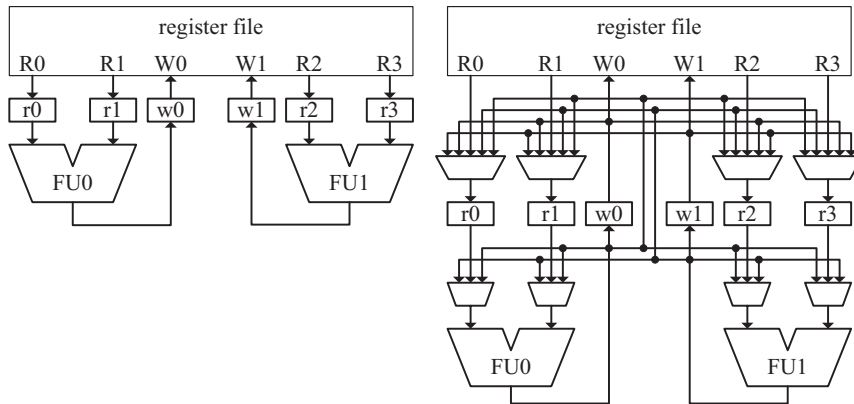 register file
R0 R1 W0 W1 R2 R3
r0 r1 w0 w1 r2 r3
FU0 FU1
register file
R0 R1 W0 W1 R2 R3
r0 r1 w0 w1 r2 r3
FU0 FU1